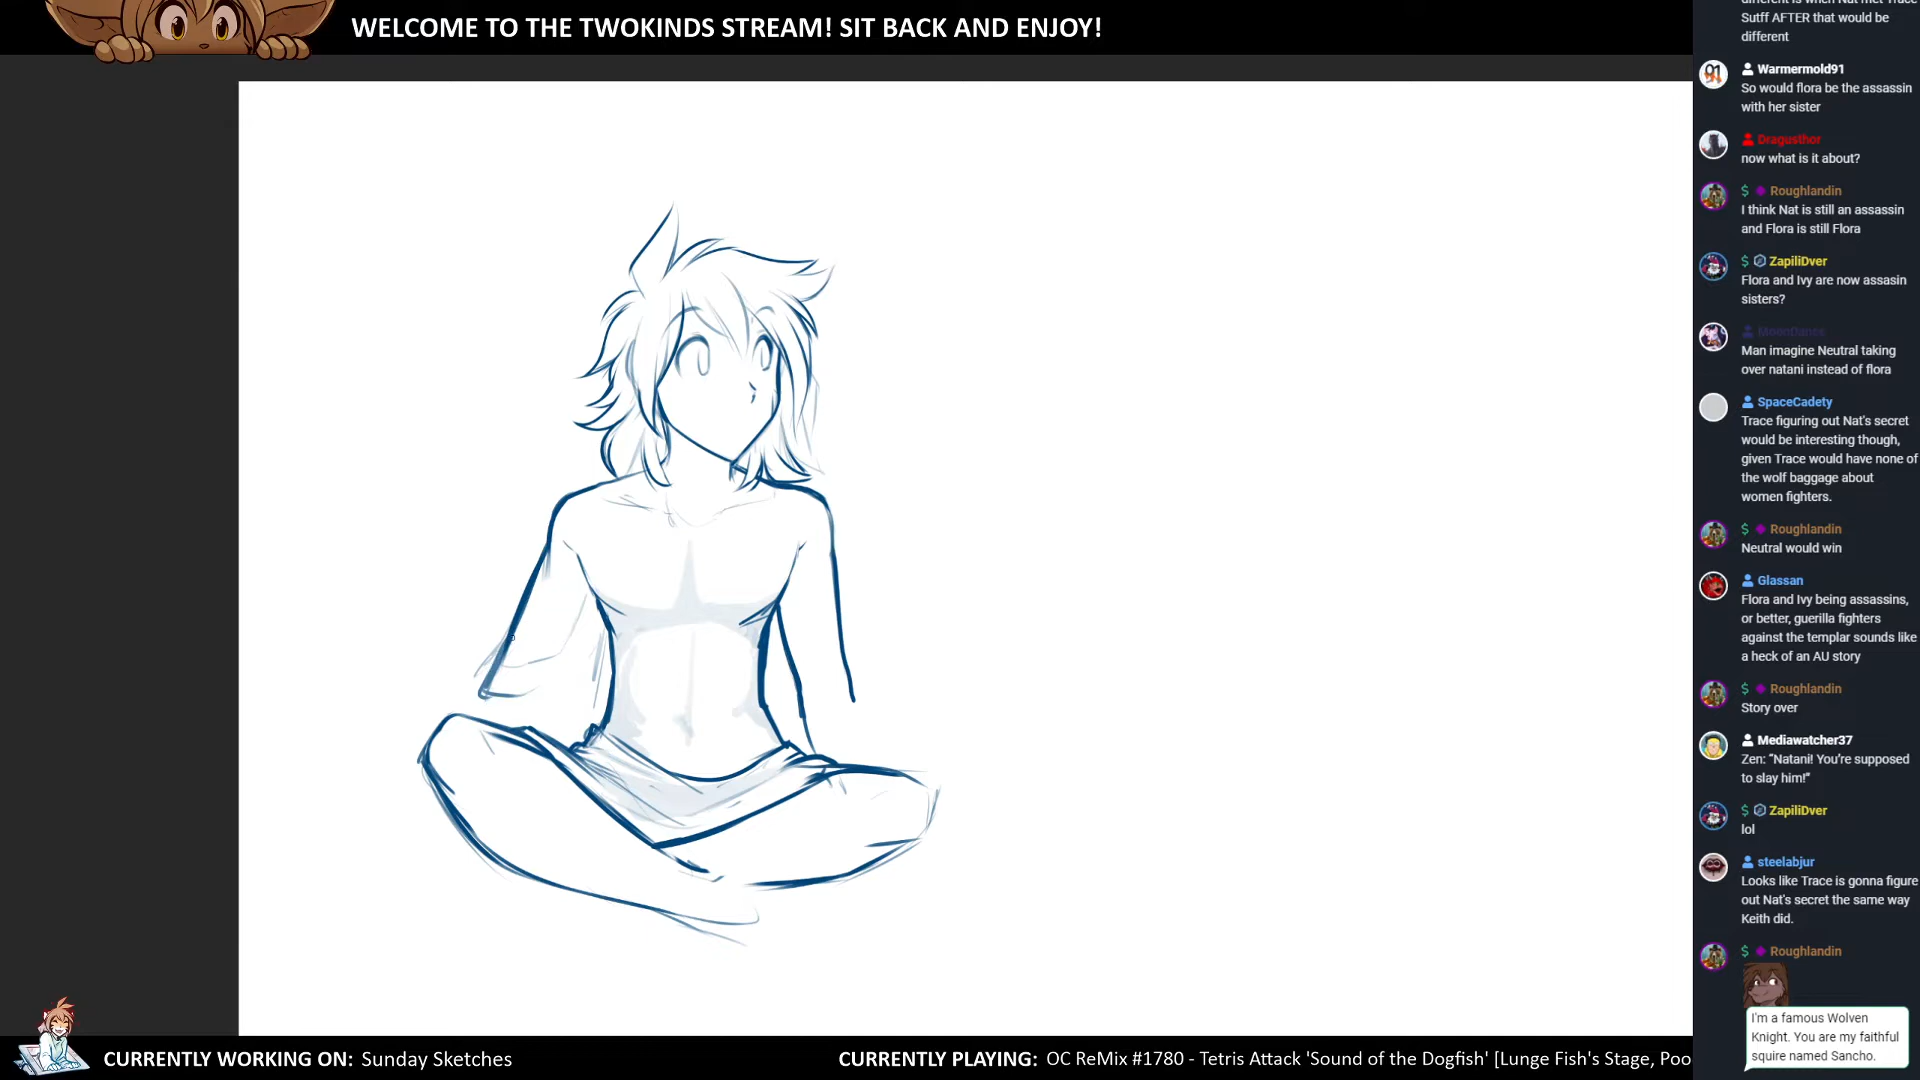 WELCOME TO THE TWOKINDS STREAM! SIT BACK AND ENJOY!
different is when Nat met Trace
Sutff AFTER that would be
different
Warmermold91
So would flora be the assassin
with her sister
Dragusthor
now what is it about?
$ Roughlandin
I think Nat is still an assassin
and Flora is still Flora
$ ZapiliDver
Flora and Ivy are now assasin
sisters?
MoonDance
Man imagine Neutral taking
over natani instead of flora
SpaceCadety
Trace figuring out Nat's secret
would be interesting though,
given Trace would have none of
the wolf baggage about
women fighters.
$ Roughlandin
Neutral would win
Glassan
Flora and Ivy being assassins,
or better, guerilla fighters
against the templar sounds like
a heck of an AU story
$ Roughlandin
Story over
Mediawatcher37
Zen: “Natani! You’re supposed
to slay him!”
$ ZapiliDver
lol
steelabjur
Looks like Trace is gonna figure
out Nat's secret the same way
Keith did.
$ Roughlandin
I'm a famous Wolven
Knight. You are my faithful
squire named Sancho.
CURRENTLY WORKING ON: Sunday Sketches
CURRENTLY PLAYING: OC ReMix #1780 - Tetris Attack 'Sound of the Dogfish' [Lunge Fish's Stage, Poo